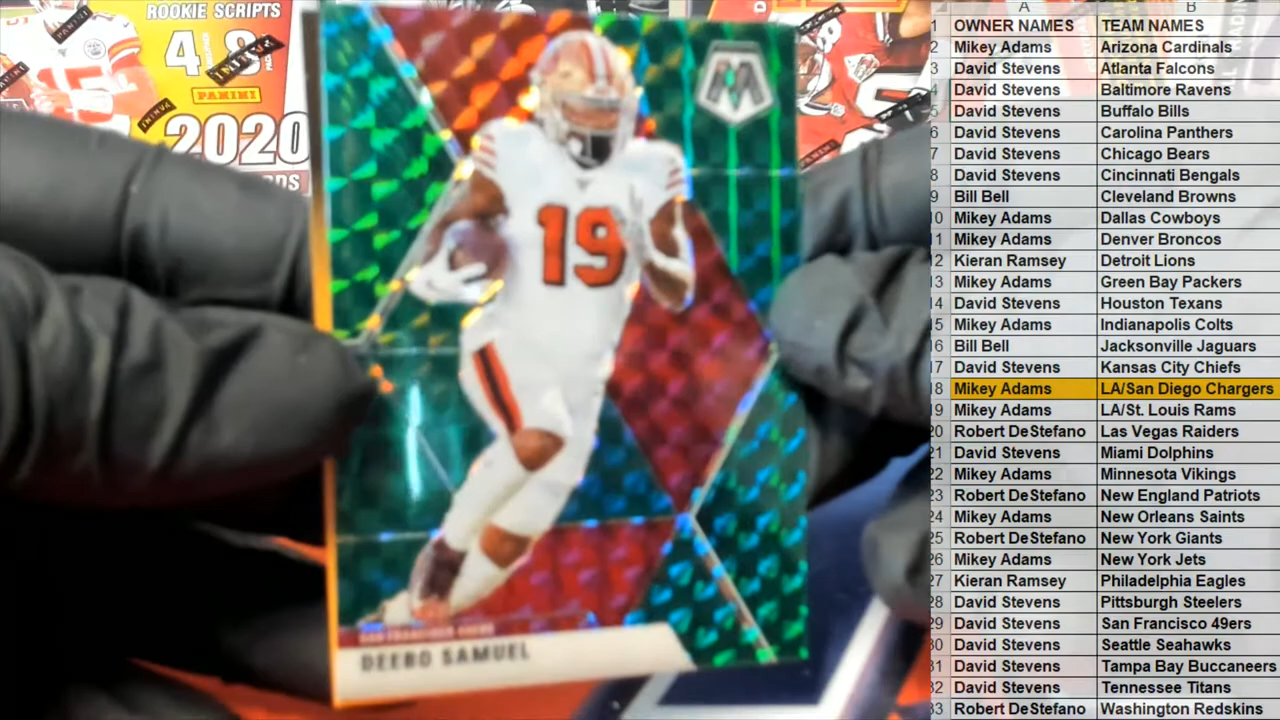 ROOKIE SCRIPTS
4
8
PANINI
2020
19
SAN FRANCISCO 49ERS
DEEBO SAMUEL
A B
1 OWNER NAMES TEAM NAMES
2 Mikey Adams Arizona Cardinals
3 David Stevens Atlanta Falcons
4 David Stevens Baltimore Ravens
5 David Stevens Buffalo Bills
6 David Stevens Carolina Panthers
7 David Stevens Chicago Bears
8 David Stevens Cincinnati Bengals
9 Bill Bell Cleveland Browns
10 Mikey Adams Dallas Cowboys
11 Mikey Adams Denver Broncos
12 Kieran Ramsey Detroit Lions
13 Mikey Adams Green Bay Packers
14 David Stevens Houston Texans
15 Mikey Adams Indianapolis Colts
16 Bill Bell Jacksonville Jaguars
17 David Stevens Kansas City Chiefs
18 Mikey Adams LA/San Diego Chargers
19 Mikey Adams LA/St. Louis Rams
20 Robert DeStefano Las Vegas Raiders
21 David Stevens Miami Dolphins
22 Mikey Adams Minnesota Vikings
23 Robert DeStefano New England Patriots
24 Mikey Adams New Orleans Saints
25 Robert DeStefano New York Giants
26 Mikey Adams New York Jets
27 Kieran Ramsey Philadelphia Eagles
28 David Stevens Pittsburgh Steelers
29 David Stevens San Francisco 49ers
30 David Stevens Seattle Seahawks
31 David Stevens Tampa Bay Buccaneers
32 David Stevens Tennessee Titans
33 Robert DeStefano Washington Redskins